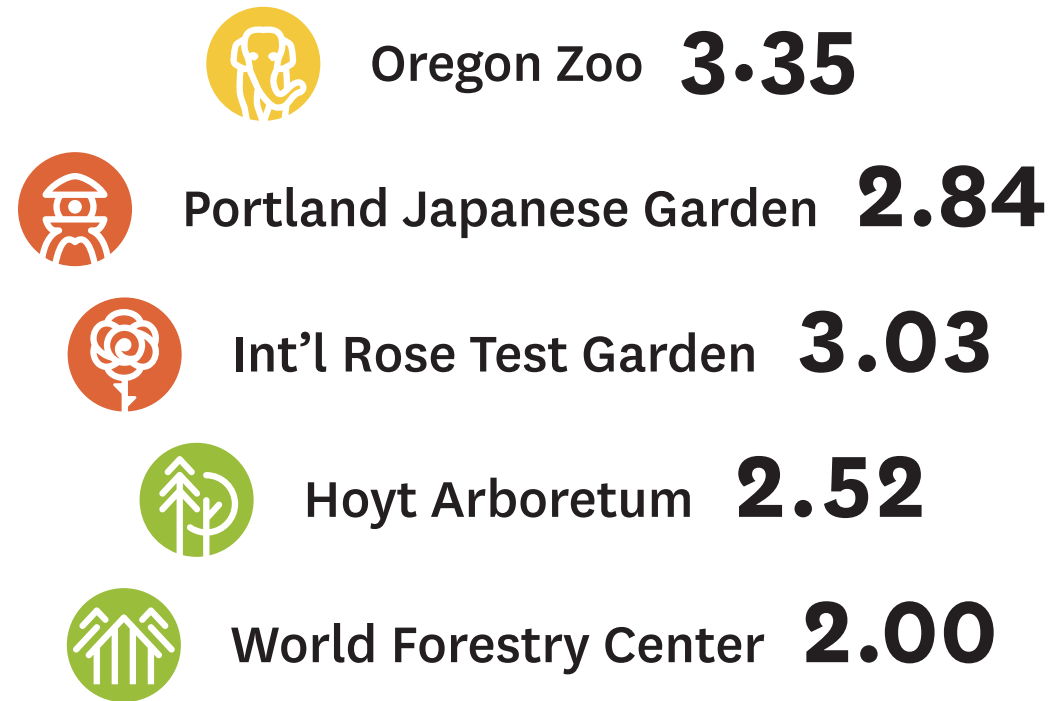 Oregon Zoo 3.35
Portland Japanese Garden 2.84
Int’l Rose Test Garden 3.03
Hoyt Arboretum 2.52
World Forestry Center 2.00